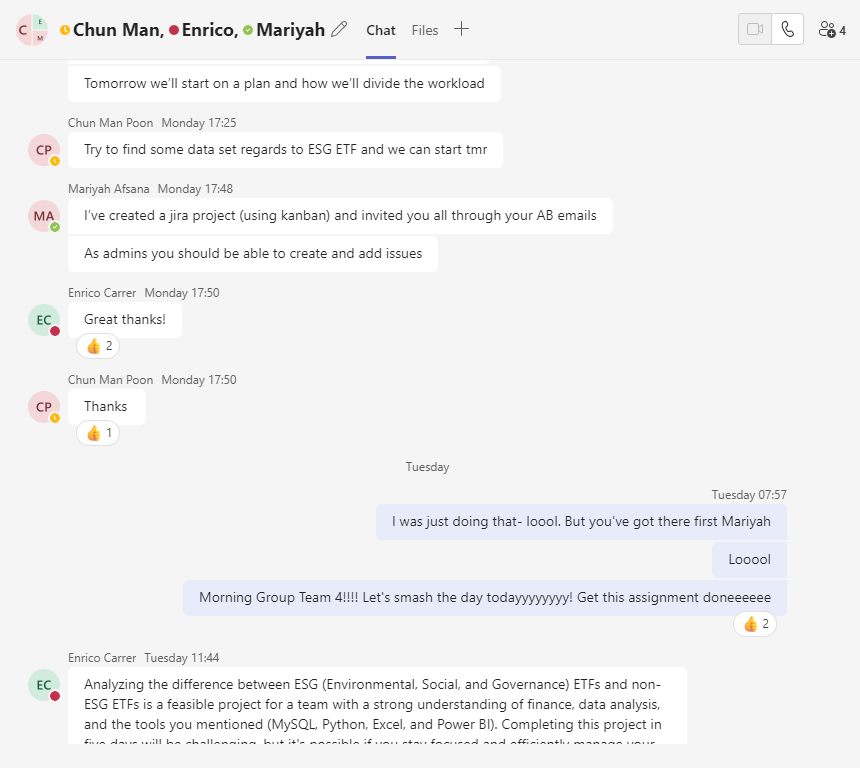 C E M Chun Man, Enrico, Mariyah Chat Files 4
Tomorrow we'll start on a plan and how we'll divide the workload
Chun Man Poon Monday 17:25
CP Try to find some data set regards to ESG ETF and we can start tmr
Mariyah Afsana Monday 17:48
MA I've created a jira project (using kanban) and invited you all through your AB emails
As admins you should be able to create and add issues
Enrico Carrer Monday 17:50
EC Great thanks!
👍 2
Chun Man Poon Monday 17:50
CP Thanks
👍 1
Tuesday
Tuesday 07:57
I was just doing that- loool. But you've got there first Mariyah
Looool
Morning Group Team 4!!!! Let's smash the day todayyyyyyyy! Get this assignment doneeeeee
👍 2
Enrico Carrer Tuesday 11:44
EC Analyzing the difference between ESG (Environmental, Social, and Governance) ETFs and non-
ESG ETFs is a feasible project for a team with a strong understanding of finance, data analysis,
and the tools you mentioned (MySQL, Python, Excel, and Power BI). Completing this project in
five days will be challenging, but it's possible if you stay focused and efficiently manage your